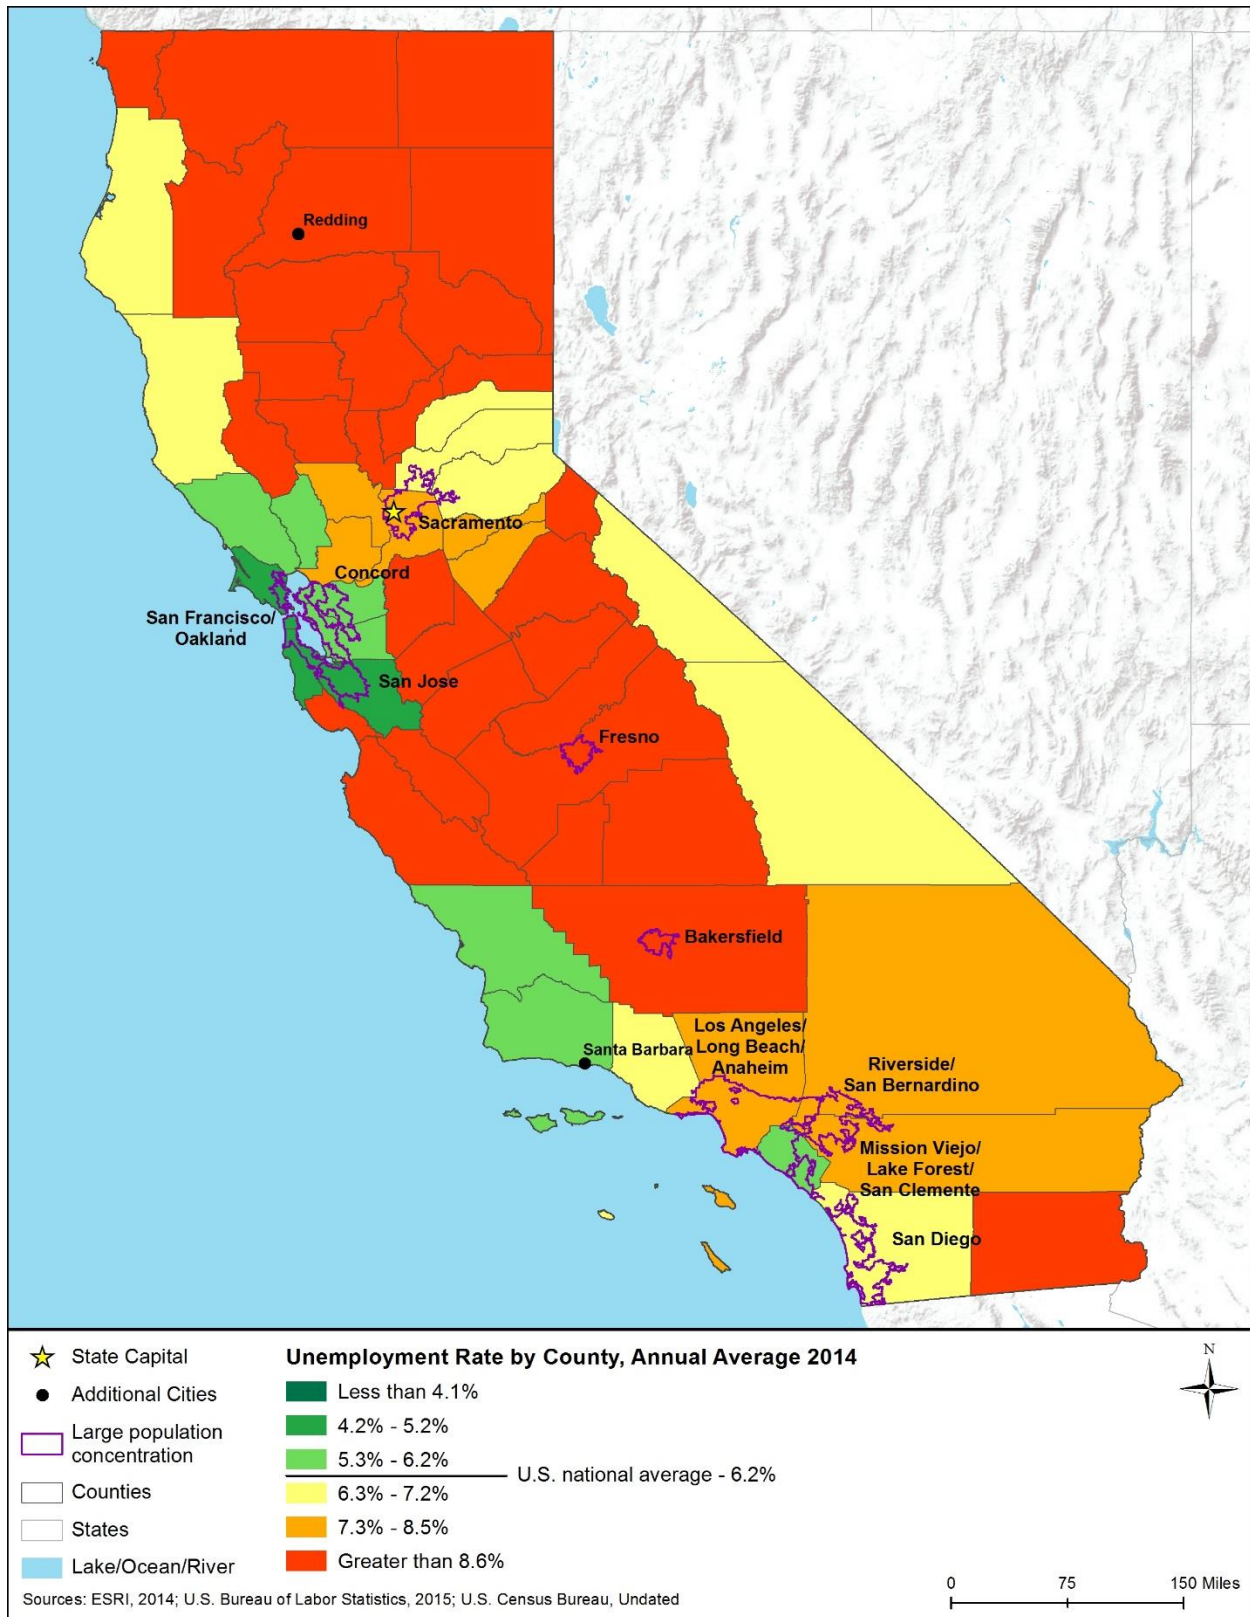 Redding
Sacramento
Concord
San Francisco/
Oakland
San Jose
Fresno
Bakersfield
Los Angeles/
Long Beach/
Anaheim
Santa Barbara
Riverside/
San Bernardino
Mission Viejo/
Lake Forest/
San Clemente
San Diego
State Capital
Additional Cities
Large population
concentration
Counties
States
Lake/Ocean/River
Unemployment Rate by County, Annual Average 2014
Less than 4.1%
4.2% - 5.2%
5.3% - 6.2%
U.S. national average - 6.2%
6.3% - 7.2%
7.3% - 8.5%
Greater than 8.6%
N
0 75 150 Miles
Sources: ESRI, 2014; U.S. Bureau of Labor Statistics, 2015; U.S. Census Bureau, Undated